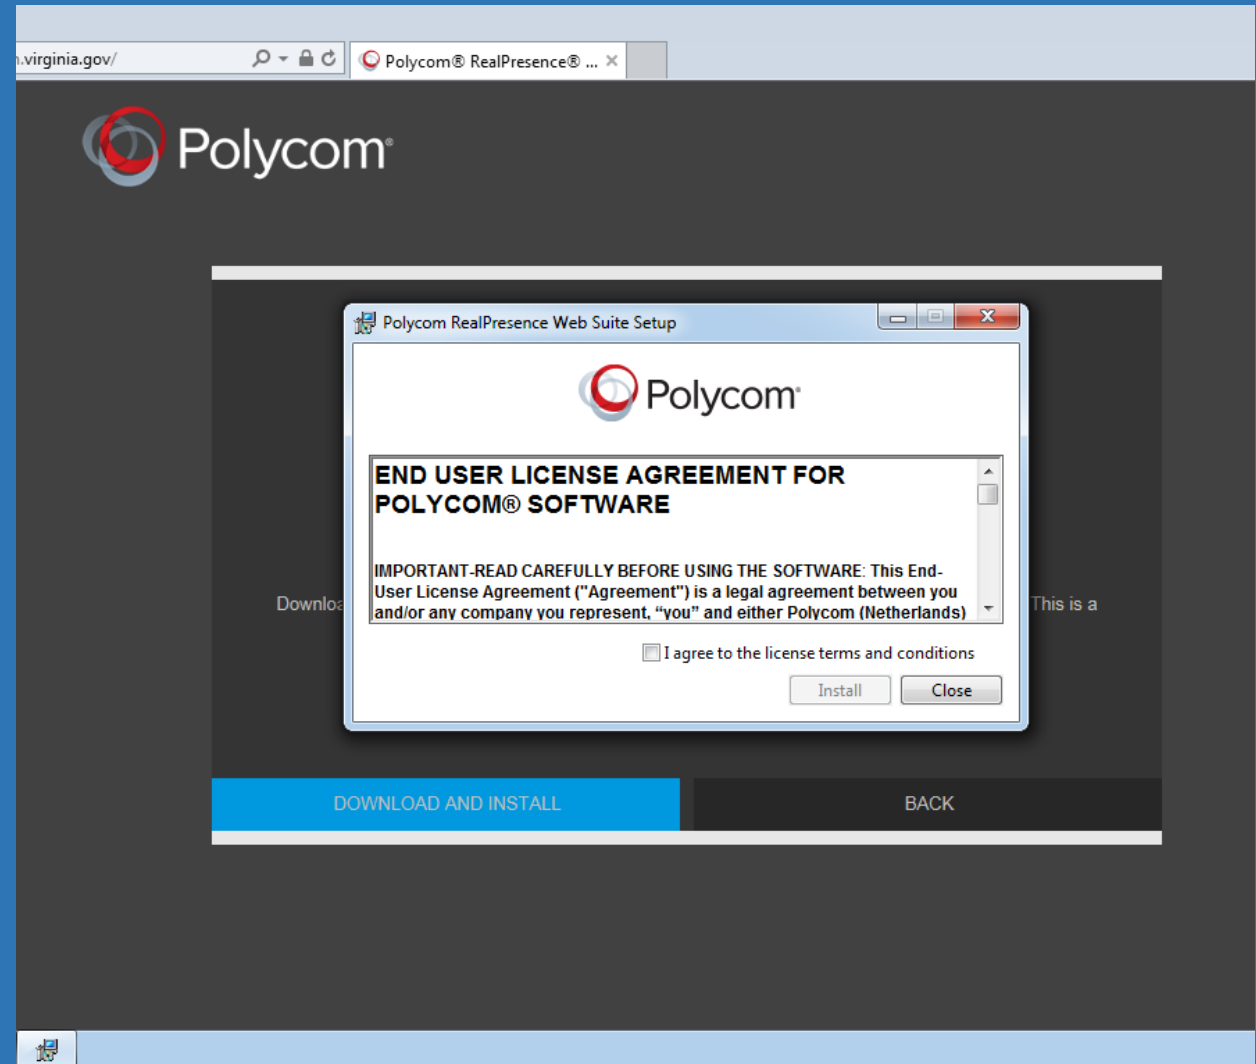 .virginia.gov/
Polycom® RealPresence® ...
Polycom®
Polycom RealPresence Web Suite Setup
Polycom®
END USER LICENSE AGREEMENT FOR
POLYCOM® SOFTWARE
IMPORTANT-READ CAREFULLY BEFORE USING THE SOFTWARE: This End-
User License Agreement ("Agreement") is a legal agreement between you
and/or any company you represent, “you” and either Polycom (Netherlands)
This is a
I agree to the license terms and conditions
Install Close
DOWNLOAD AND INSTALL BACK